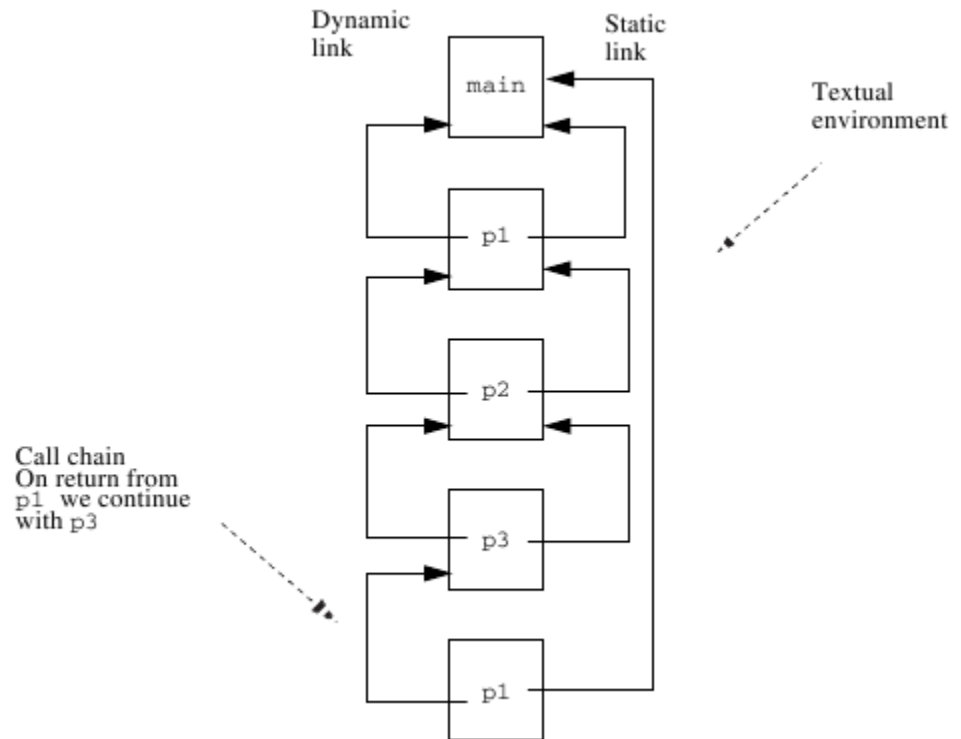 Dynamic
link
Static
link
main
Textual
environment
p1
p2
Call chain
On return from
p1 we continue
with p3
p3
p1